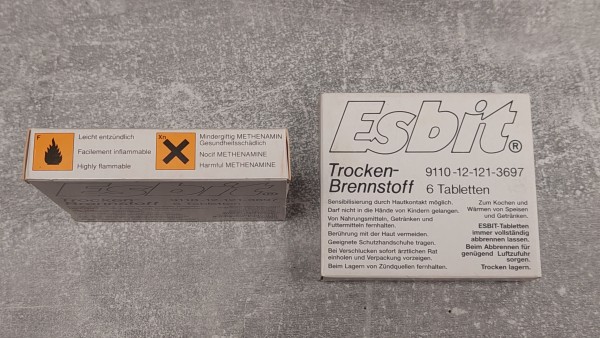 F
Leicht entzündlich
Facilement inflammable
Highly flammable
Xn
Mindergiftig METHENAMIN
Gesundheitsschädlich
Nocif METHENAMINE
Harmful METHENAMINE
Esbit®
Trocken-
Brennstoff
9110-12-121-3697
6 Tabletten
Sensibilisierung durch Hautkontakt möglich.
Darf nicht in die Hände von Kindern gelangen.
Von Nahrungsmitteln, Getränken und
Futtermitteln fernhalten.
Berührung mit der Haut vermeiden.
Geeignete Schutzhandschuhe tragen.
Bei Verschlucken sofort ärztlichen Rat
einholen und Verpackung vorzeigen.
Beim Lagern von Zündquellen fernhalten.
Zum Kochen und
Wärmen von Speisen
und Getränken.
ESBIT-Tabletten
immer vollständig
abbrennen lassen.
Beim Abbrennen für
genügend Luftzufuhr
sorgen.
Trocken lagern.